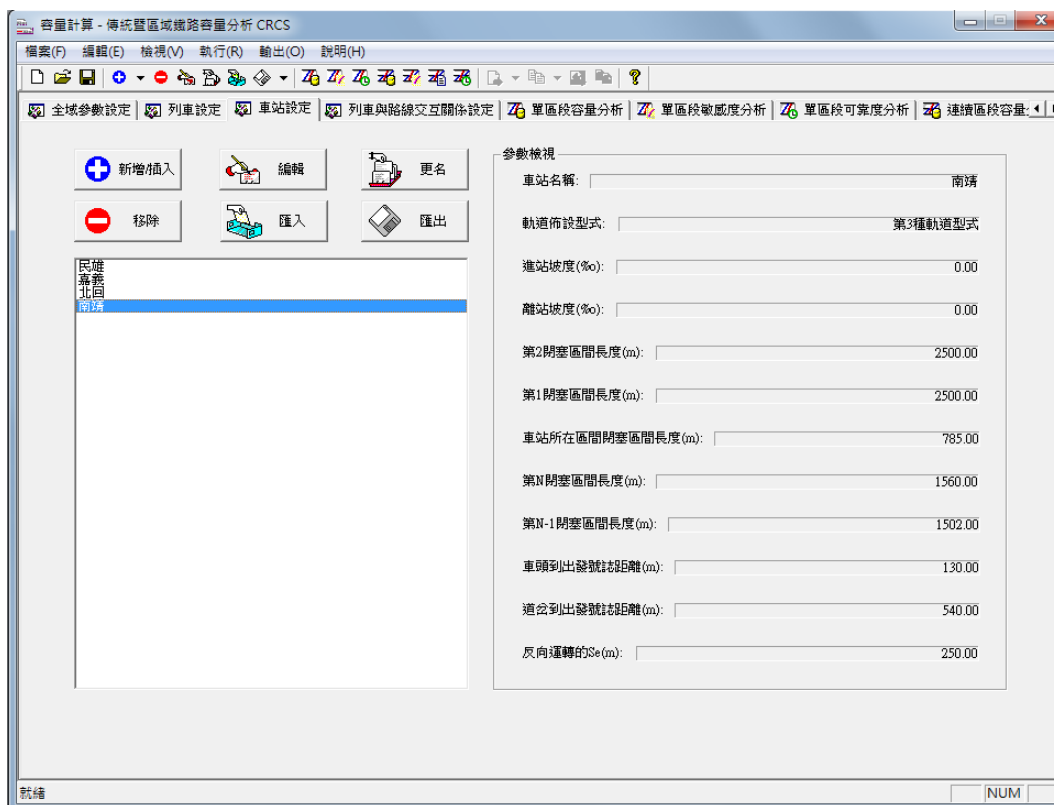 容量計算 - 傳統暨區域鐵路容量分析 CRCS
檔案(F) 編輯(E) 檢視(V) 執行(R) 輸出(O) 說明(H)
全域參數設定 列車設定 車站設定 列車與路線交互關係設定 單區段容量分析 單區段敏感度分析 單區段可靠度分析 連續區段容量
新增/插入 編輯 更名
移除 匯入 匯出
民雄
嘉義
北回
南靖
參數檢視
車站名稱: 南靖
軌道佈設型式: 第3種軌道型式
進站坡度(%o): 0.00
離站坡度(%o): 0.00
第2閉塞區間長度(m): 2500.00
第1閉塞區間長度(m): 2500.00
車站所在區間閉塞區間長度(m): 785.00
第N閉塞區間長度(m): 1560.00
第N-1閉塞區間長度(m): 1502.00
車頭到出發號誌距離(m): 130.00
道岔到出發號誌距離(m): 540.00
反向運轉的Se(m): 250.00
就緒 NUM